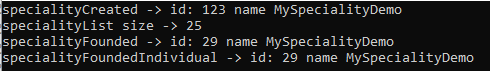 specialityCreated -> id: 123 name MySpecialityDemo
specialityList size -> 25
specialityFounded -> id: 29 name MySpecialityDemo
specialityFoundedIndividual -> id: 29 name MySpecialityDemo